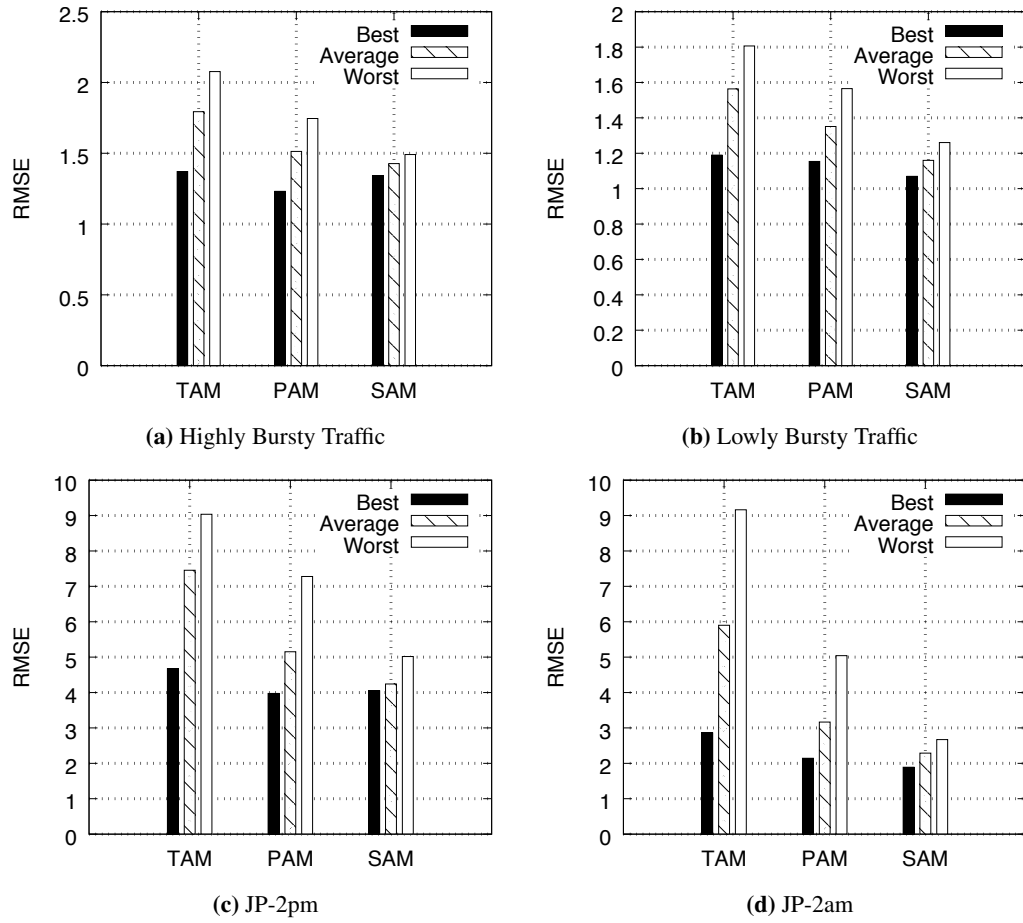 2.5
2
1.5
1
0.5
0
RMSE
Best
Average
Worst
TAM PAM SAM
(a) Highly Bursty Traffic
2
1.8
1.6
1.4
1.2
1
0.8
0.6
0.4
0.2
0
RMSE
Best
Average
Worst
TAM PAM SAM
(b) Lowly Bursty Traffic
10
9
8
7
6
5
4
3
2
1
0
RMSE
Best
Average
Worst
TAM PAM SAM
(c) JP-2pm
10
9
8
7
6
5
4
3
2
1
0
RMSE
Best
Average
Worst
TAM PAM SAM
(d) JP-2am